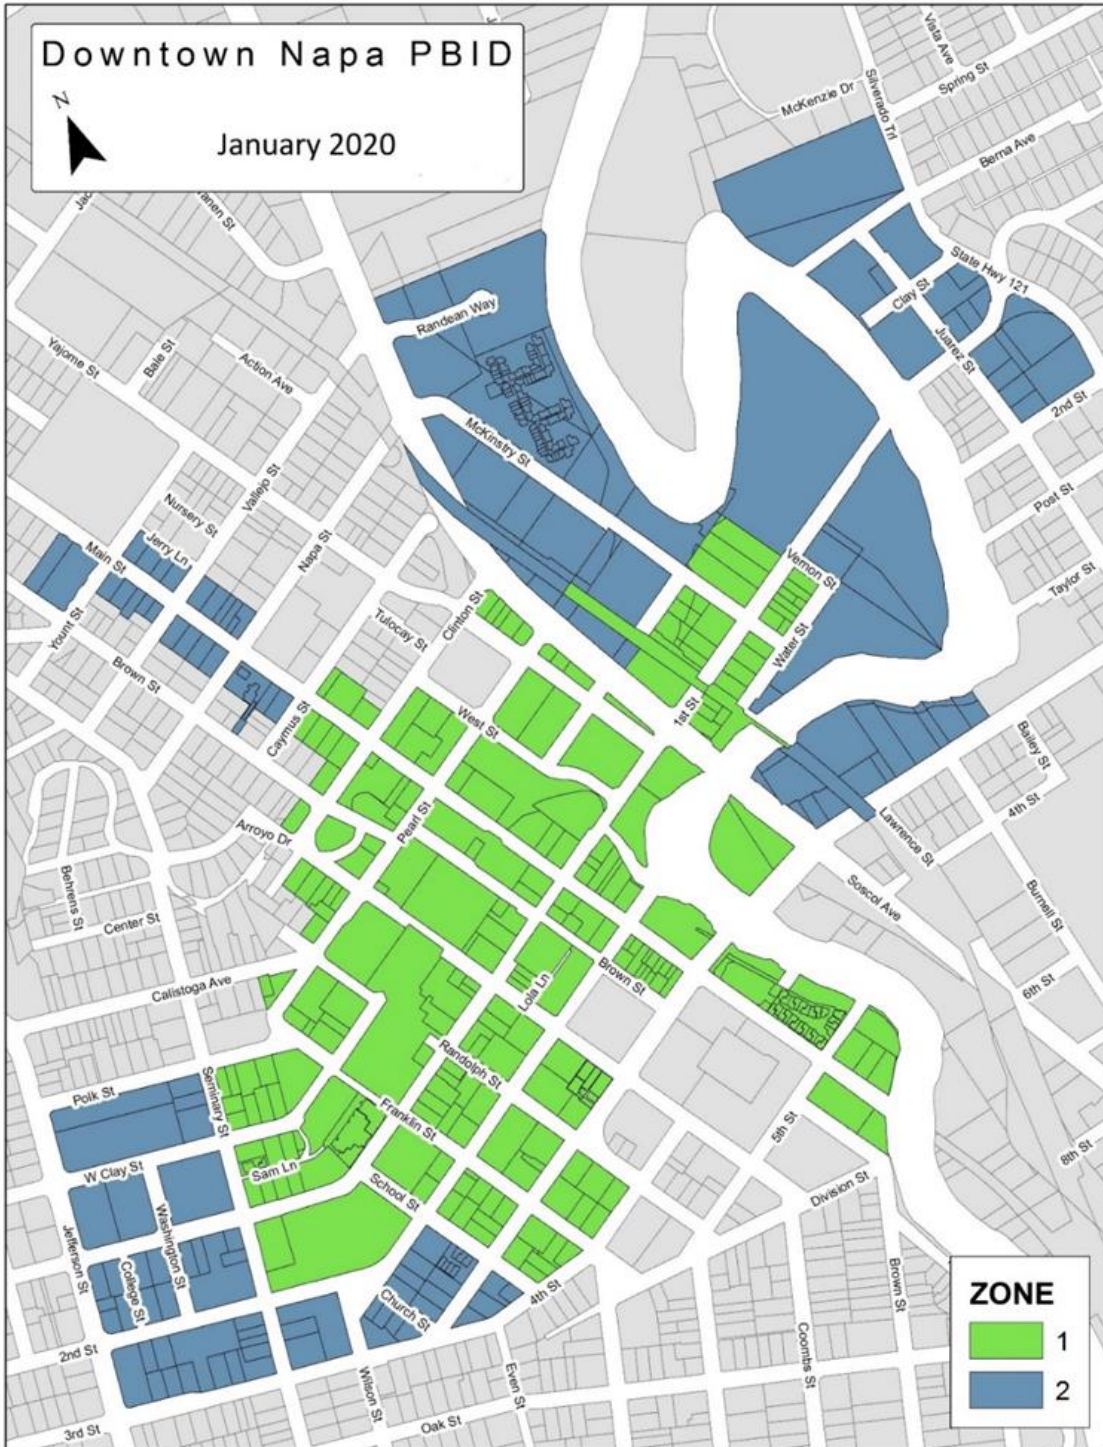 Downtown Napa PBID
N
January 2020
Vista Ave
Spring St
McKenzie Dr
Silverado Trl
Berna Ave
State Hwy 121
Clay St
Juarez St
2nd St
Randean Way
McKinstry St
Yajome St
Bale St
Action Ave
Vallejo St
Nursery St
Napa St
Main St
Jerry Ln
Post St
Vernon St
Taylor St
Water St
Clinton St
Tulocay St
Yount St
Brown St
Caymus St
West St
1st St
Bailey St
4th St
Lawrence St
Pearl St
Arroyo Dr
Behrens St
Center St
Soscol Ave
Burnell St
Calistoga Ave
Lola Ln
Brown St
6th St
Randolph St
Polk St
Seminary St
Franklin St
5th St
8th St
W Clay St
Sam Ln
School St
Division St
Washington St
Jefferson St
College St
Church St
4th St
Brown St
2nd St
Wilson St
Even St
Coombs St
3rd St
Oak St
ZONE
1
2